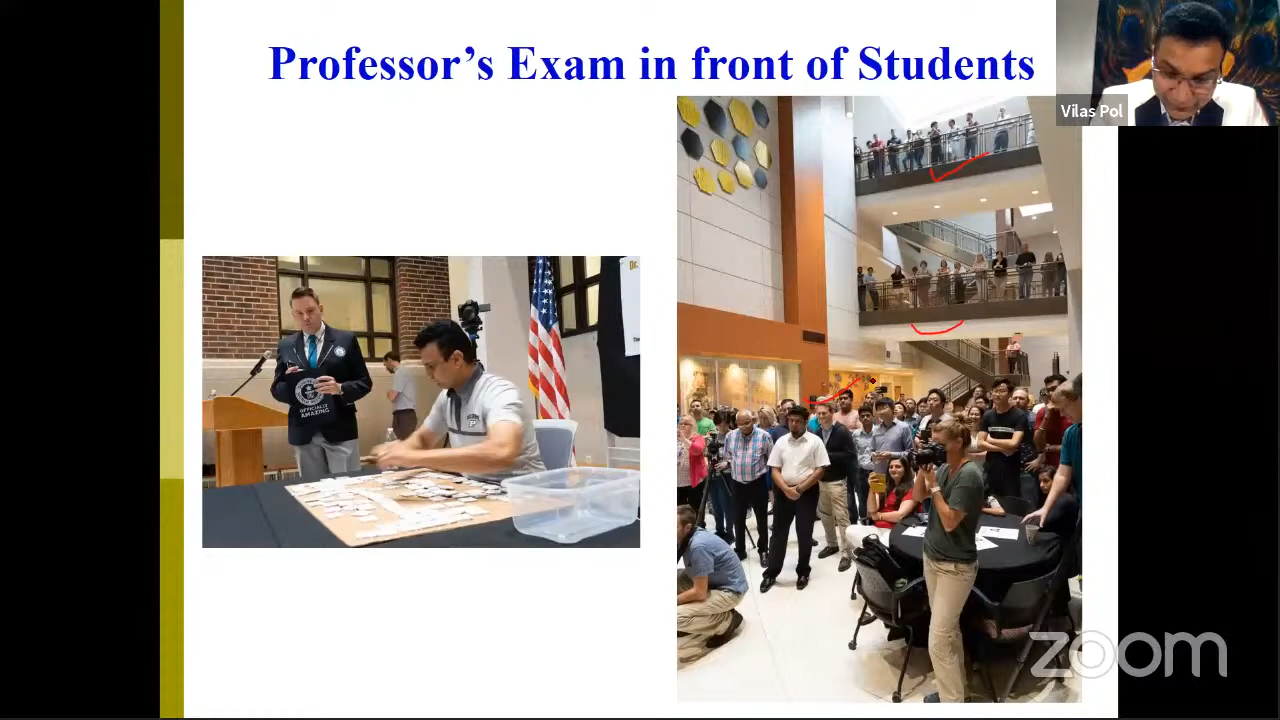 Professor's Exam in front of Students
Vilas Pol
OFFICIALLY
AMAZING
zoom